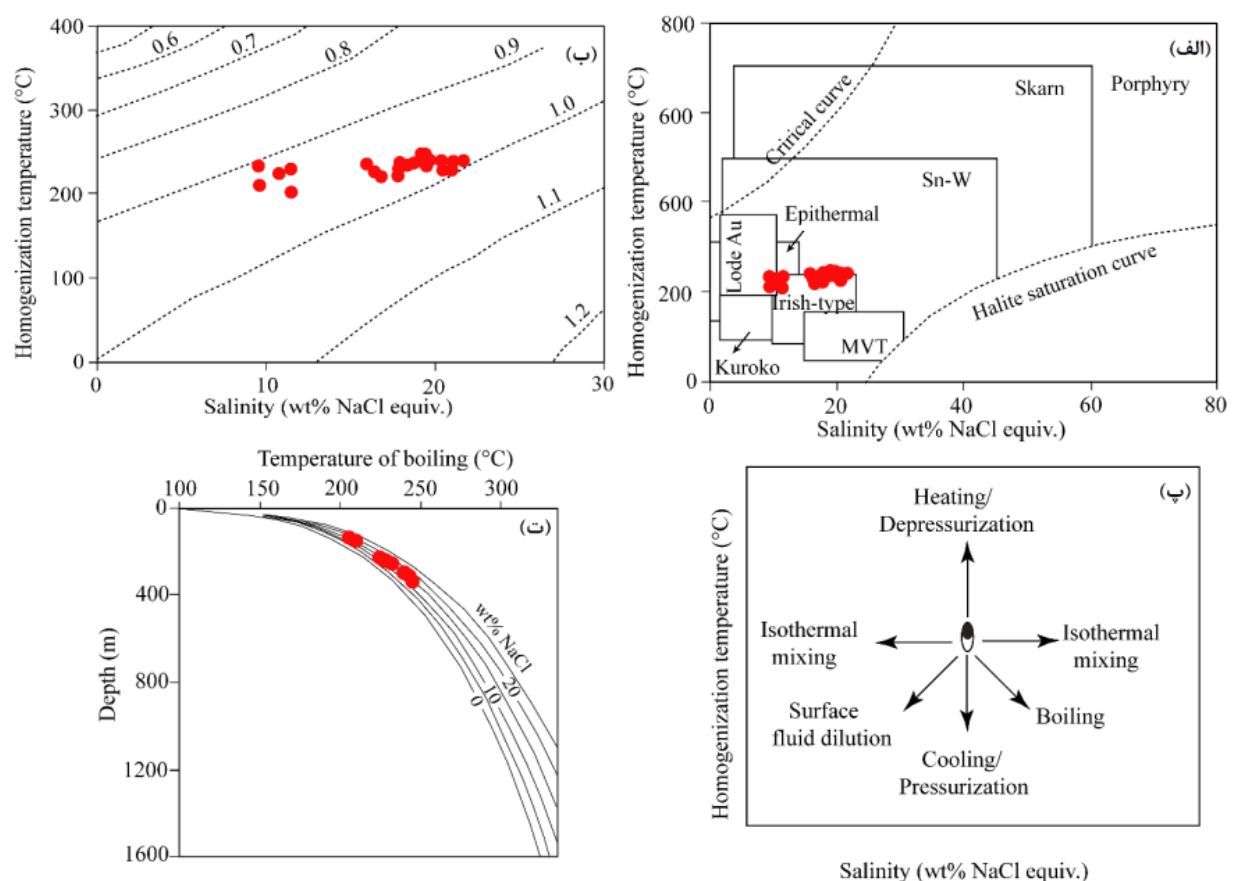 (الف)
800
800
600
200
0
Homogenization temperature (°C)
Skarn
Porphyry
Crirical curve
Sn-W
Epithermal
Lode Au
Irish-type
Halite saturation curve
Kuroko
MVT
0
20
40
60
80
Salinity (wt% NaCl equiv.)
(ب)
400
300
200
100
0
Homogenization temperature (°C)
0.6
0.7
0.8
0.9
1.0
1.1
1.2
0
10
20
30
Salinity (wt% NaCl equiv.)
(پ)
Homogenization temperature (°C)
Heating/
Depressurization
Isothermal
mixing
Isothermal
mixing
Surface
fluid dilution
Boiling
Cooling/
Pressurization
Salinity (wt% NaCl equiv.)
Temperature of boiling (°C)
100
150
200
250
300
(ت)
0
400
800
1200
1600
Depth (m)
wt% NaCl
0
10
20